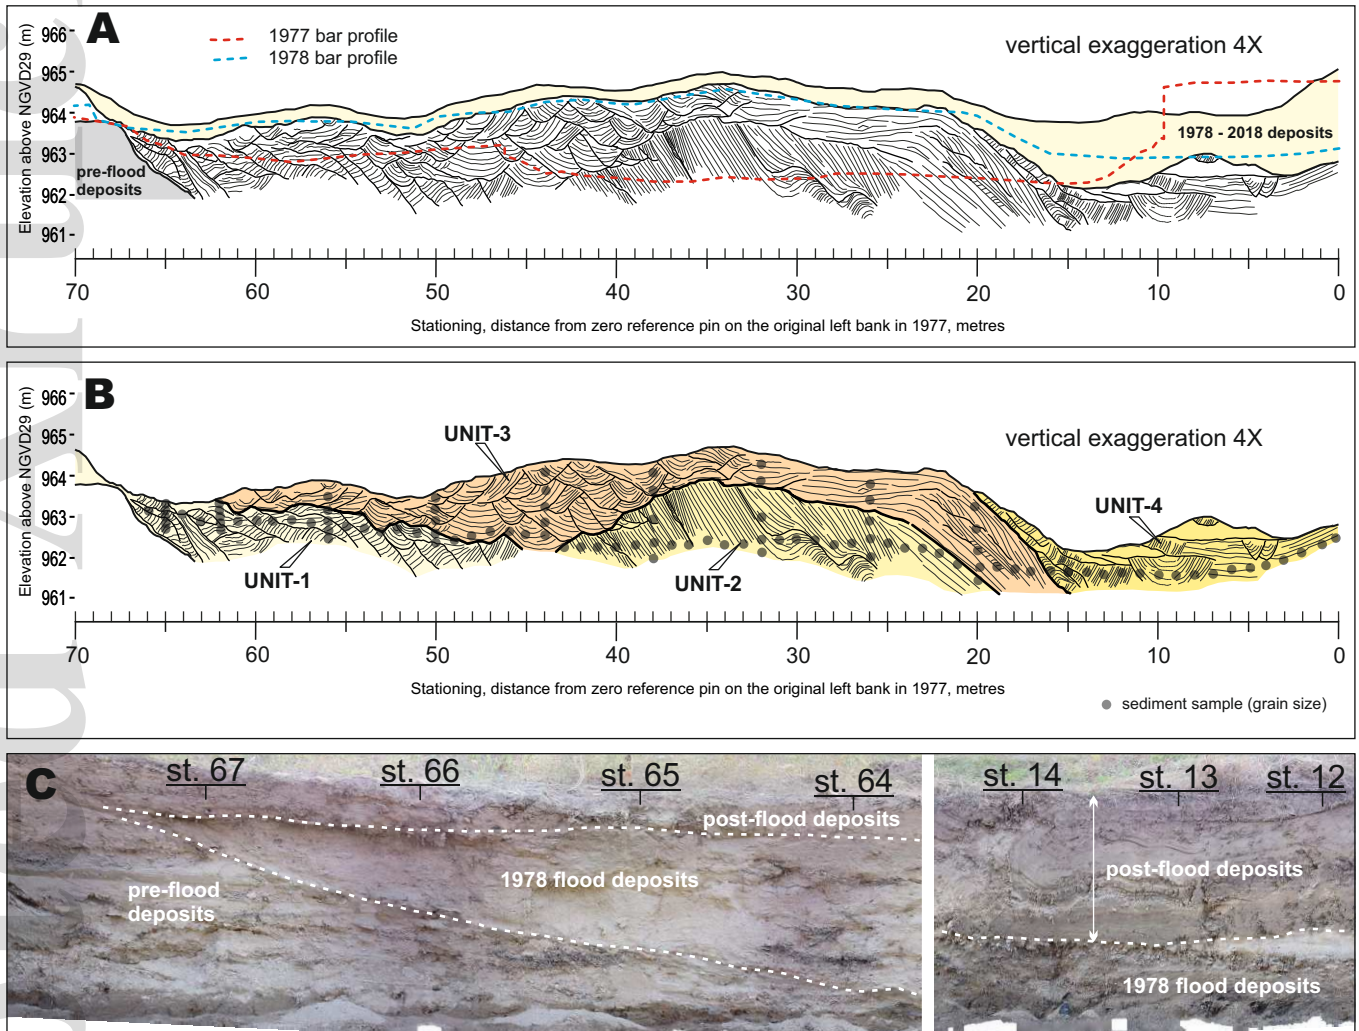 A
1977 bar profile
1978 bar profile
vertical exaggeration 4X
Elevation above NGVD29 (m)
966
965
964
963
962
961
pre-flood
deposits
1978 - 2018 deposits
70
60
50
40
30
20
10
0
Stationing, distance from zero reference pin on the original left bank in 1977, metres
B
UNIT-3
vertical exaggeration 4X
Elevation above NGVD29 (m)
966
965
964
963
962
961
UNIT-4
UNIT-1
UNIT-2
70
60
50
40
30
20
10
0
Stationing, distance from zero reference pin on the original left bank in 1977, metres
sediment sample (grain size)
C
st. 67
st. 66
st. 65
st. 64
post-flood deposits
1978 flood deposits
pre-flood
deposits
st. 14
st. 13
st. 12
post-flood deposits
1978 flood deposits